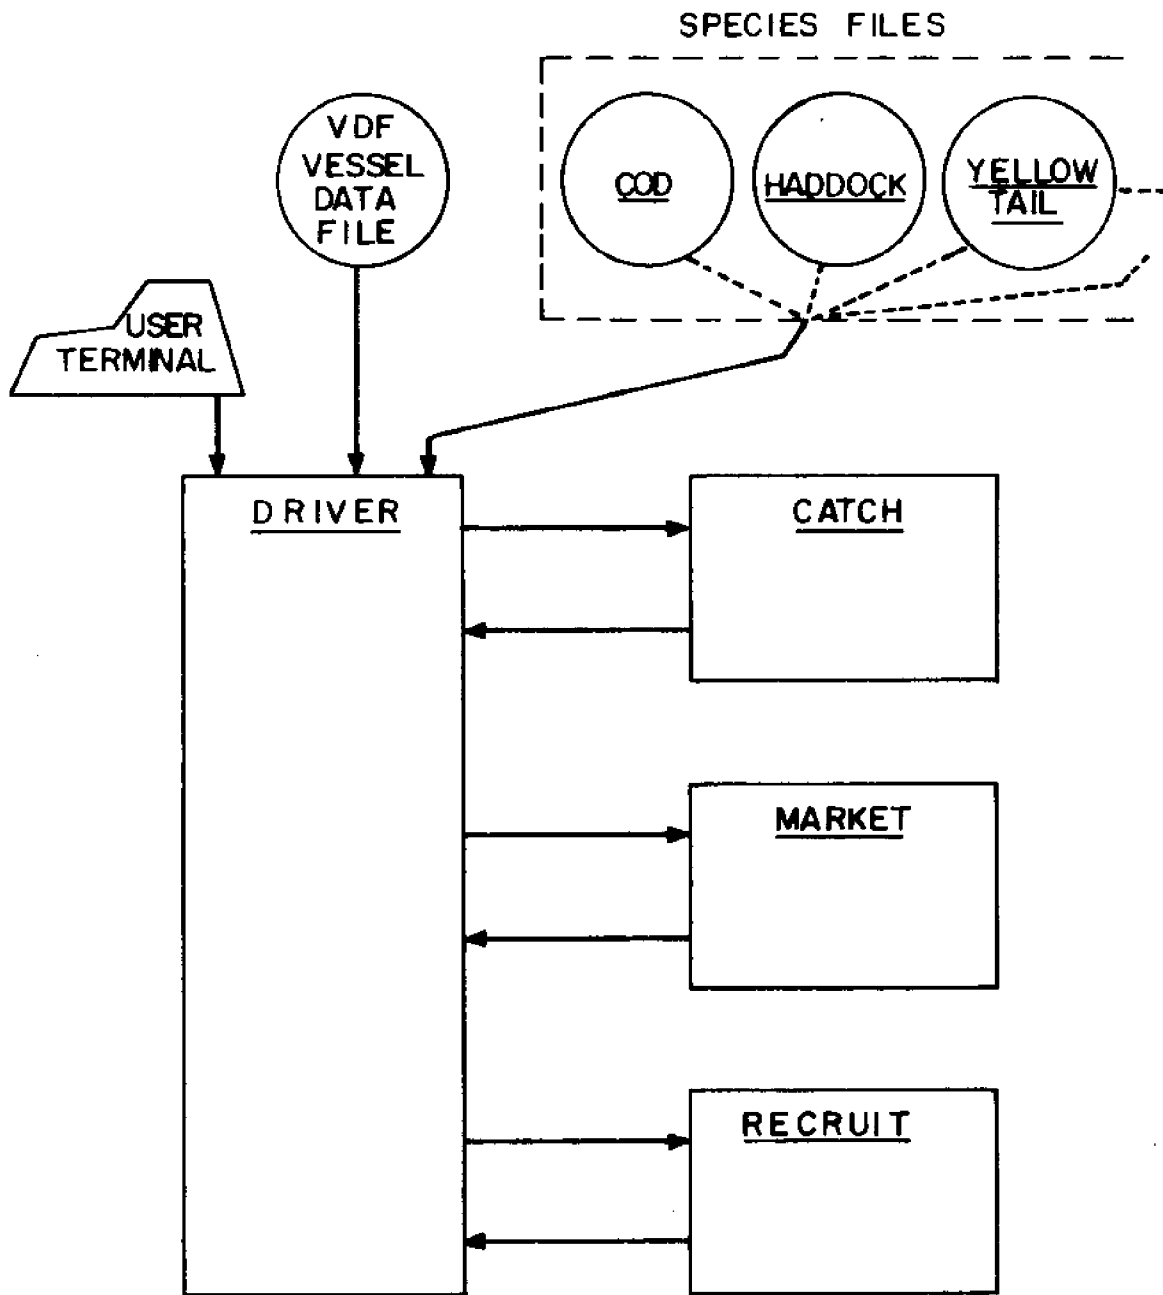 SPECIES FILES
VDF
VESSEL
DATA
FILE
COD
HADDOCK
YELLOW
TAIL
USER
TERMINAL
DRIVER
CATCH
MARKET
RECRUIT